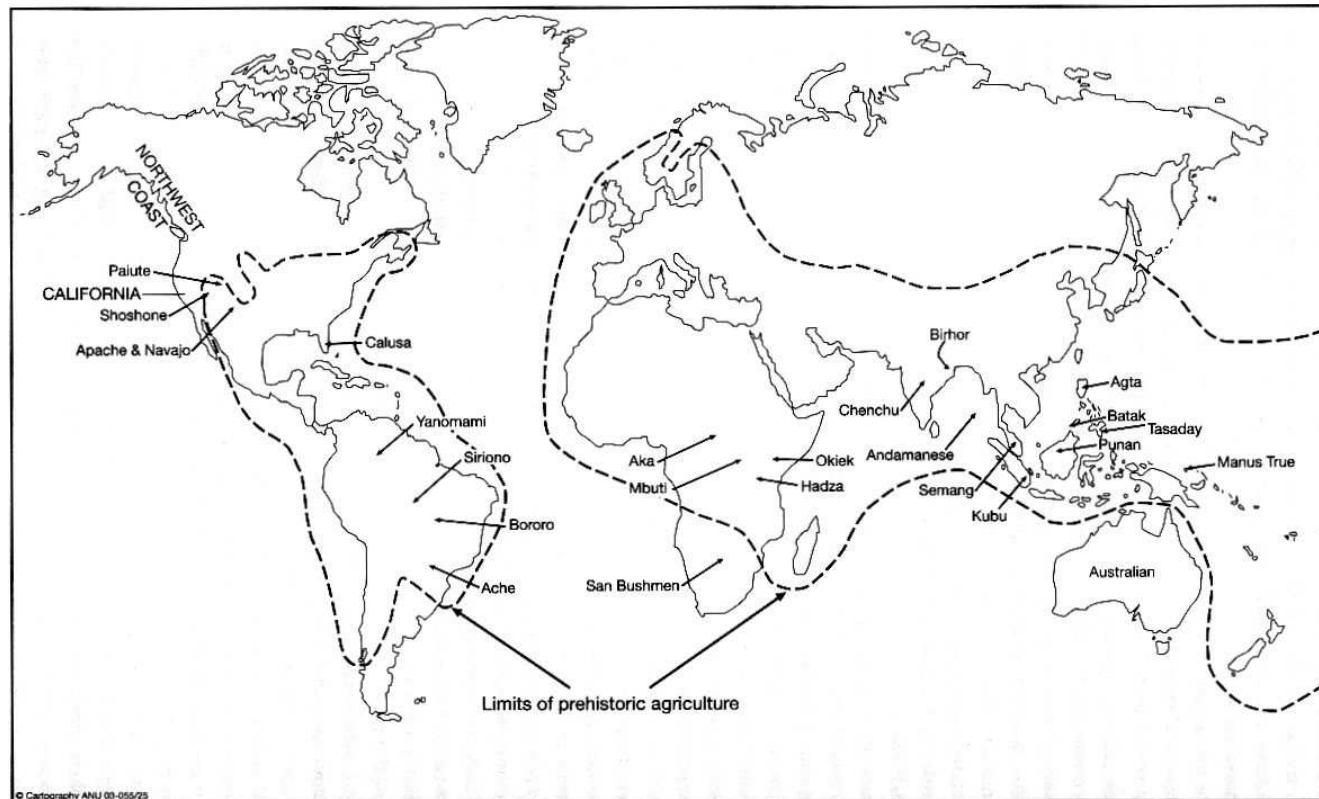 NORTHWEST
COAST
Paiute
CALIFORNIA
Shoshone
Apache & Navajo
Calusa
Yanomami
Siriono
Bororo
Ache
Aka
Mbuti
San Bushmen
Okiek
Hadza
Birhor
Chenchu
Andamanese
Semang
Kubu
Agta
Batak
Tasaday
Punan
Manus True
Australian
Limits of prehistoric agriculture
© Cartography ANU 03-055/25